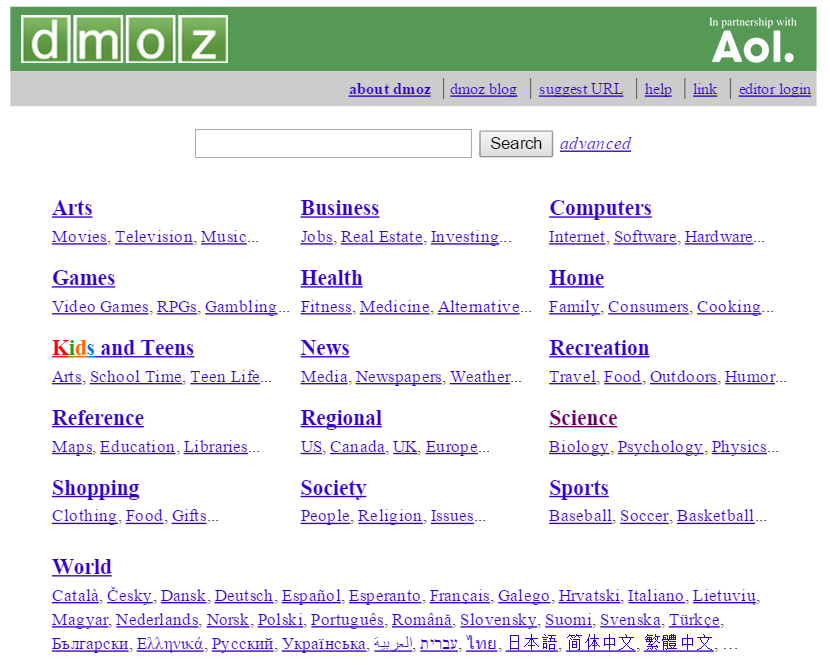 dmoz
In partnership with
Aol.
about dmoz | dmoz blog | suggest URL | help | link | editor login
Search advanced
Arts Business Computers
Movies, Television, Music... Jobs, Real Estate, Investing... Internet, Software, Hardware...
Games Health Home
Video Games, RPGs, Gambling... Fitness, Medicine, Alternative... Family, Consumers, Cooking...
Kids and Teens News Recreation
Arts, School Time, Teen Life... Media, Newspapers, Weather... Travel, Food, Outdoors, Humor...
Reference Regional Science
Maps, Education, Libraries... US, Canada, UK, Europe... Biology, Psychology, Physics...
Shopping Society Sports
Clothing, Food, Gifts... People, Religion, Issues... Baseball, Soccer, Basketball...
World
Català, Česky, Dansk, Deutsch, Español, Esperanto, Français, Galego, Hrvatski, Italiano, Lietuvių,
Magyar, Nederlands, Norsk, Polski, Português, Română, Slovensky, Suomi, Svenska, Türkçe,
Български, Ελληνικά, Русский, Українська, العربية, עברית, ไทย, 日本語, 简体中文, 繁體中文, ...